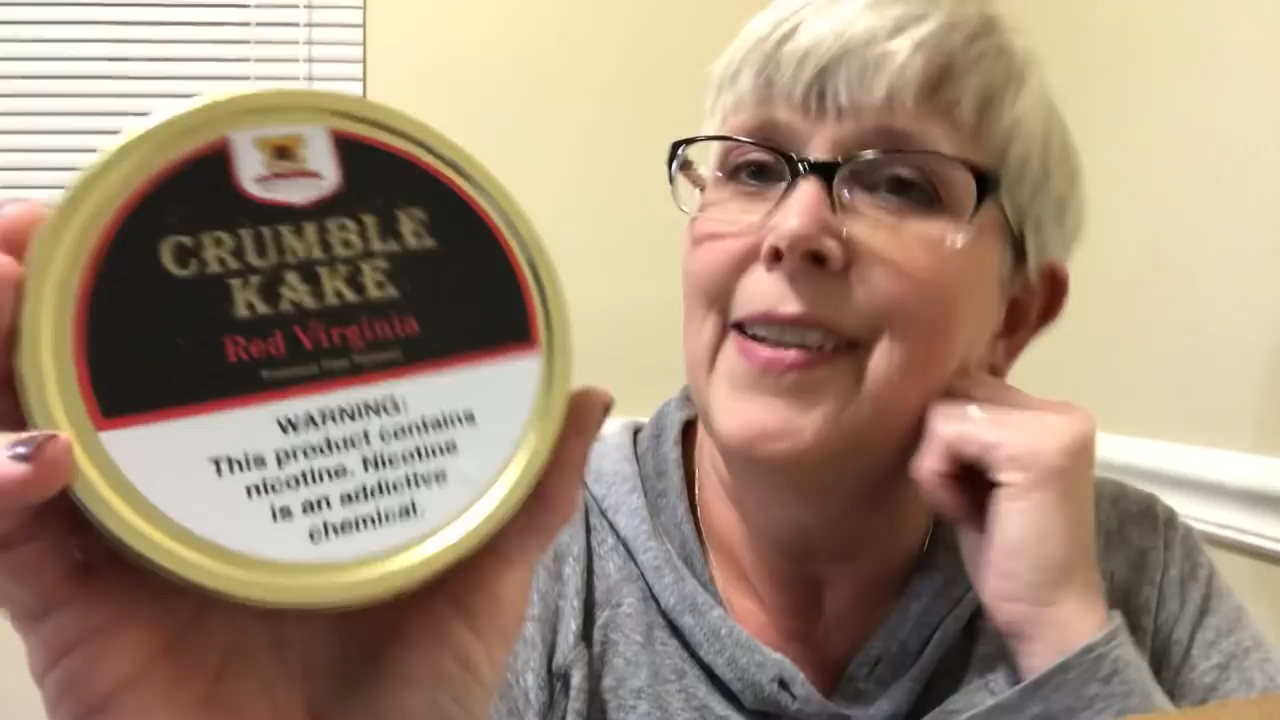 CRUMBLE
KAKE
Red Virginia
WARNING:
This product contains
nicotine. Nicotine
is an addictive
chemical.